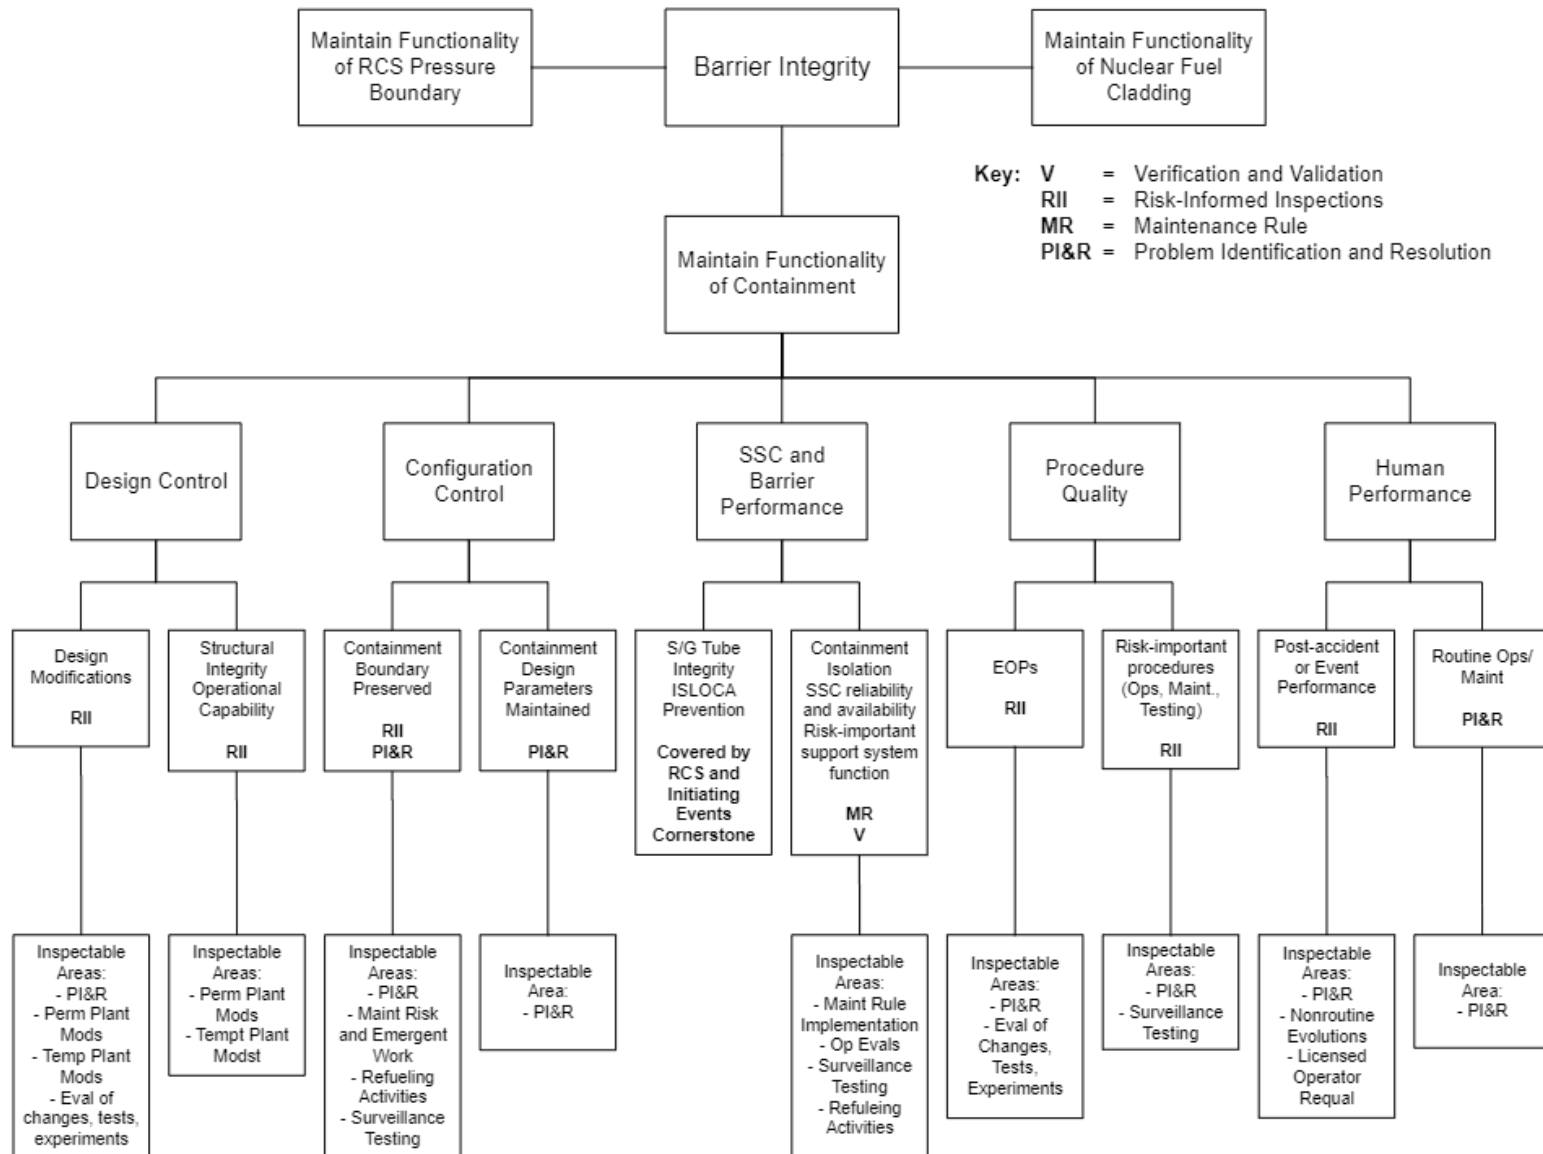 Maintain Functionality
of RCS Pressure
Boundary
Barrier Integrity
Maintain Functionality
of Nuclear Fuel
Cladding
Key: V = Verification and Validation
RII = Risk-Informed Inspections
MR = Maintenance Rule
PI&R = Problem Identification and Resolution
Maintain Functionality
of Containment
Design Control
Configuration
Control
SSC and
Barrier
Performance
Procedure
Quality
Human
Performance
Design
Modifications
RII
Structural
Integrity
Operational
Capability
RII
Containment
Boundary
Preserved
RII
PI&R
Containment
Design
Parameters
Maintained
PI&R
S/G Tube
Integrity
ISLOCA
Prevention
Covered by
RCS and
Initiating
Events
Cornerstone
Containment
Isolation
SSC reliability
and availability
Risk-important
support system
function
MR
V
EOPs
RII
Risk-important
procedures
(Ops, Maint.,
Testing)
RII
Post-accident
or Event
Performance
RII
Routine Ops/
Maint
PI&R
Inspectable
Areas:
- PI&R
- Perm Plant
Mods
- Temp Plant
Mods
- Eval of
changes, tests,
experiments
Inspectable
Areas:
- Perm Plant
Mods
- Tempt Plant
Modst
Inspectable
Areas:
- PI&R
- Maint Risk
and Emergent
Work
- Refueling
Activities
- Surveillance
Testing
Inspectable
Area:
- PI&R
Inspectable
Areas:
- Maint Rule
Implementation
- Op Evals
- Surveillance
Testing
- Refuleing
Activities
Inspectable
Areas:
- PI&R
- Eval of
Changes,
Tests,
Experiments
Inspectable
Areas:
- PI&R
- Surveillance
Testing
Inspectable
Areas:
- PI&R
- Nonroutine
Evolutions
- Licensed
Operator
Requal
Inspectable
Area:
- PI&R